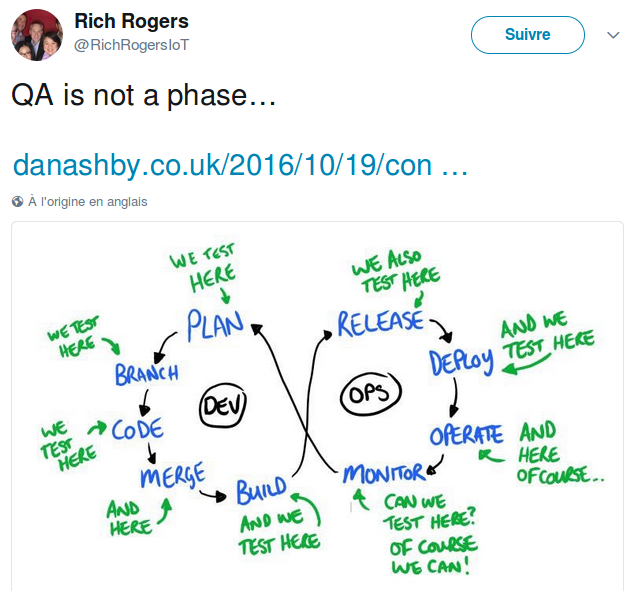 Rich Rogers
@RichRogersIoT
Suivre
QA is not a phase…
danashby.co.uk/2016/10/19/con …
À l'origine en anglais
WE TEST
HERE
PLAN
WE TEST
HERE
BRANCH
WE
TEST
HERE
CODE
DEV
MERGE
AND
HERE
BUILD
AND WE
TEST HERE
WE ALSO
TEST HERE
RELEASE
AND WE
TEST HERE
DEPLOY
OPS
OPERATE
AND
HERE
OF COURSE...
MONITOR
CAN WE
TEST HERE?
OF COURSE
WE CAN!